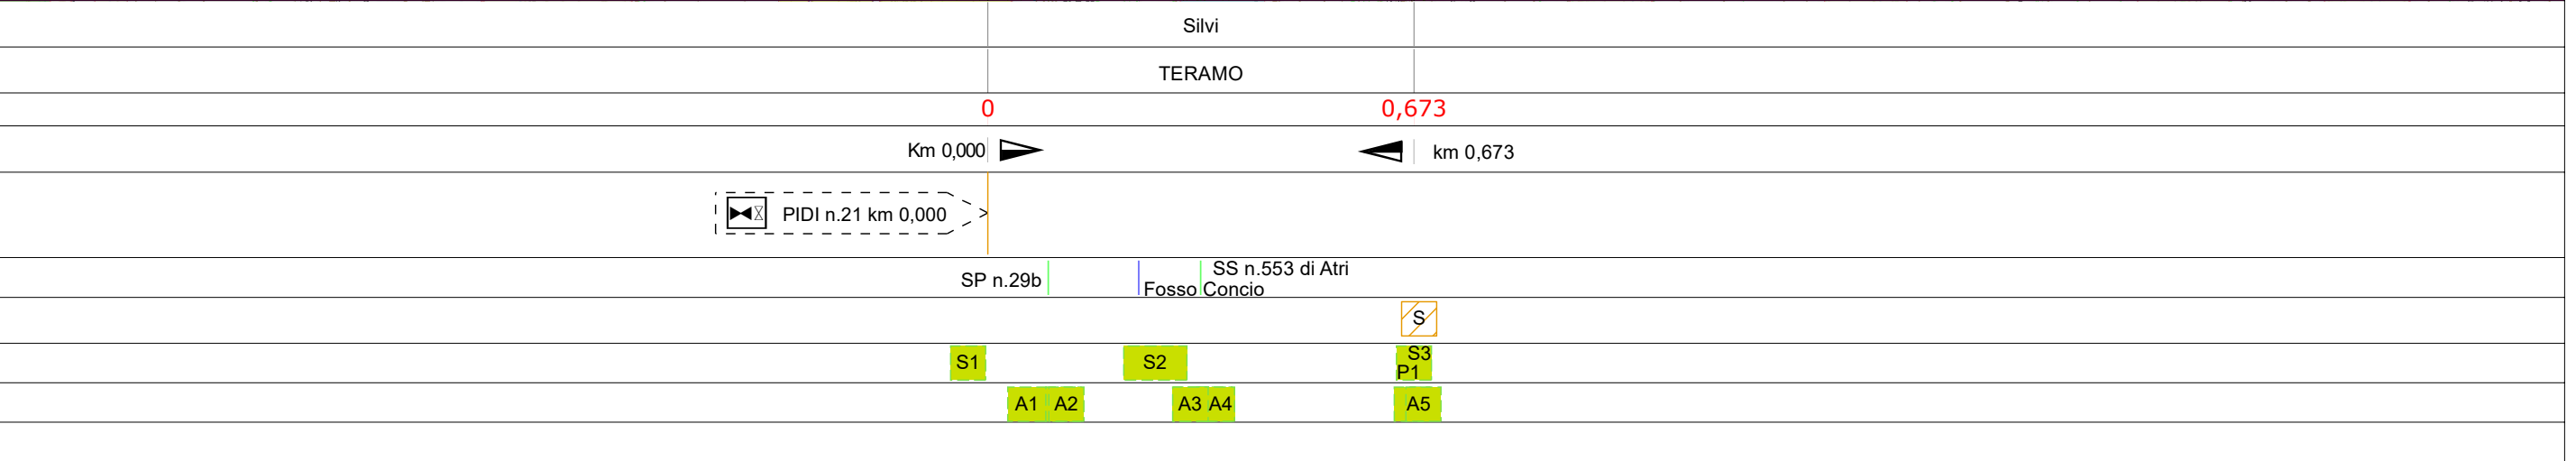 Silvi
TERAMO
0 0,673
Km 0,000 km 0,673
PIDI n.21 km 0,000
SP n.29b SS n.553 di Atri
Fosso Concio
S
S1 S2 S3
P1
A1 A2 A3 A4 A5